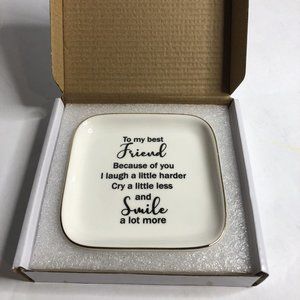 To my best
Friend
Because of you
I laugh a little harder
Cry a little less
and
Smile
a lot more